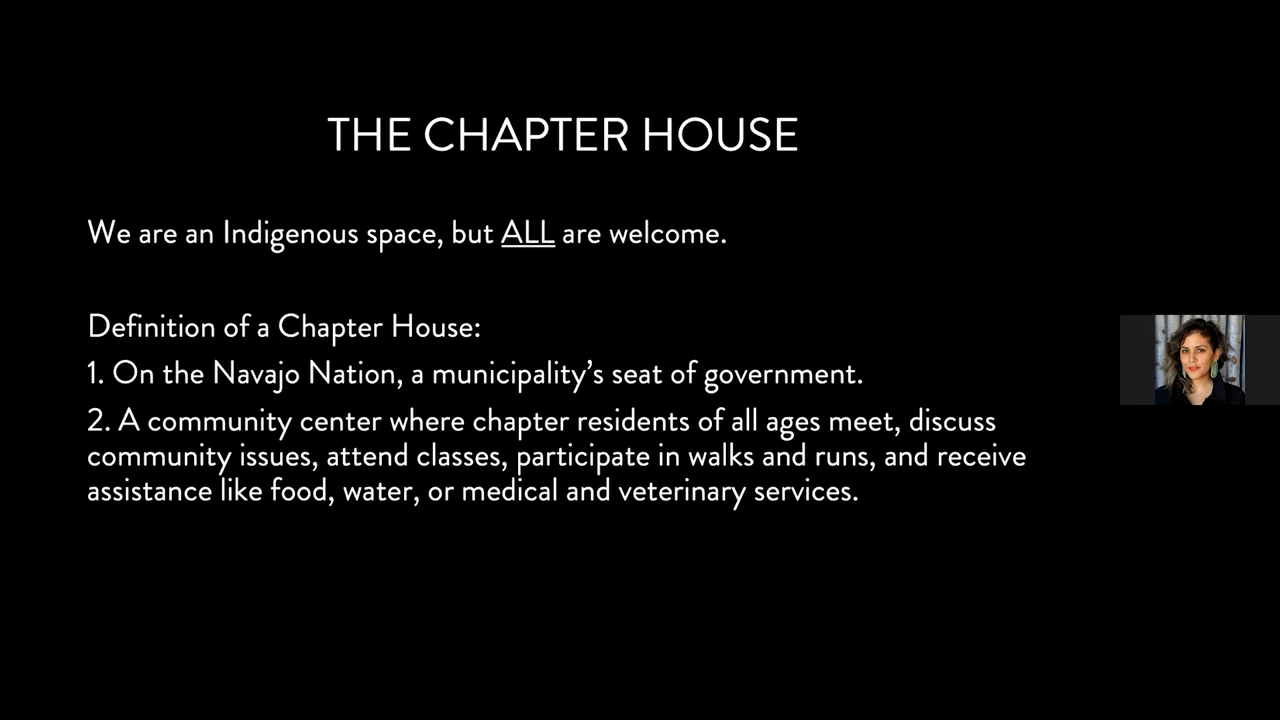 THE CHAPTER HOUSE
We are an Indigenous space, but ALL are welcome.
Definition of a Chapter House:
1. On the Navajo Nation, a municipality’s seat of government.
2. A community center where chapter residents of all ages meet, discuss
community issues, attend classes, participate in walks and runs, and receive
assistance like food, water, or medical and veterinary services.